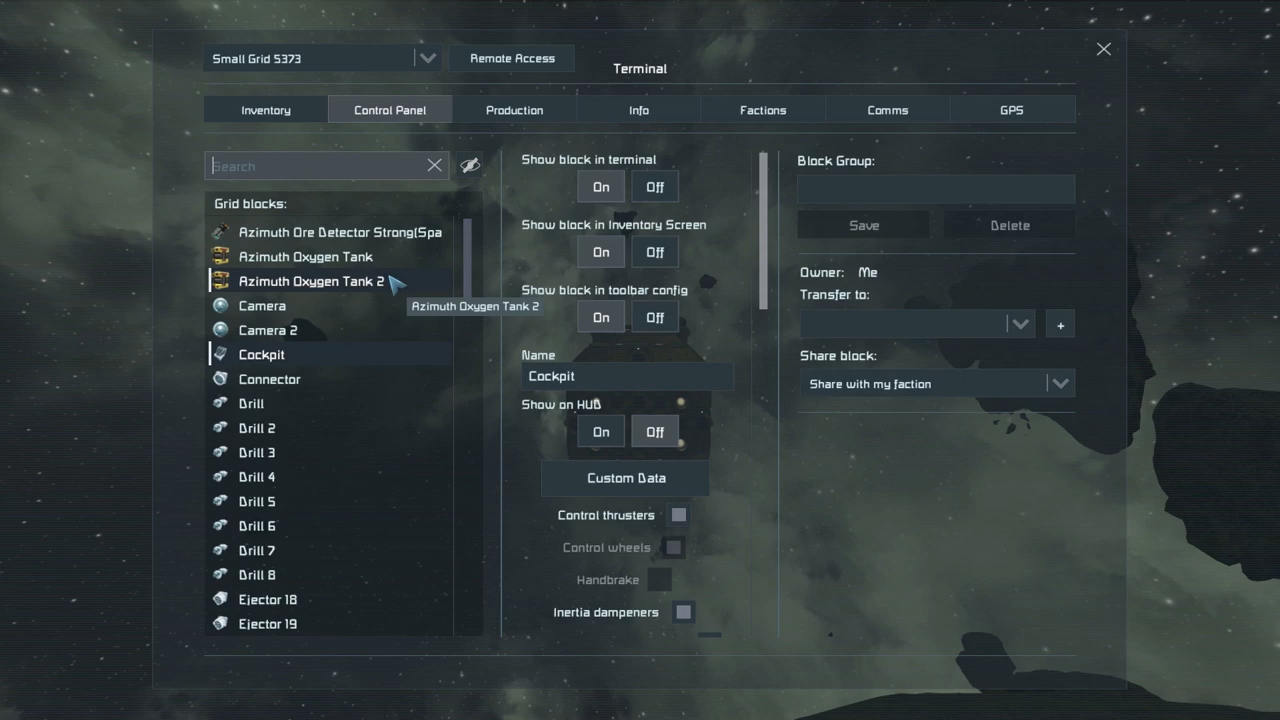 Small Grid 5373
Remote Access
Terminal
Inventory
Control Panel
Production
Info
Factions
Comms
GPS
Search
Grid blocks:
Azimuth Ore Detector Strong(Spa
Azimuth Oxygen Tank
Azimuth Oxygen Tank 2
Azimuth Oxygen Tank 2
Camera
Camera 2
Cockpit
Connector
Drill
Drill 2
Drill 3
Drill 4
Drill 5
Drill 6
Drill 7
Drill 8
Ejector 18
Ejector 19
Show block in terminal
On Off
Show block in Inventory Screen
On Off
Show block in toolbar config
On Off
Name
Cockpit
Show on HUD
On Off
Custom Data
Control thrusters
Control wheels
Handbrake
Inertia dampeners
Block Group:
Save Delete
Owner: Me
Transfer to:
+
Share block:
Share with my faction